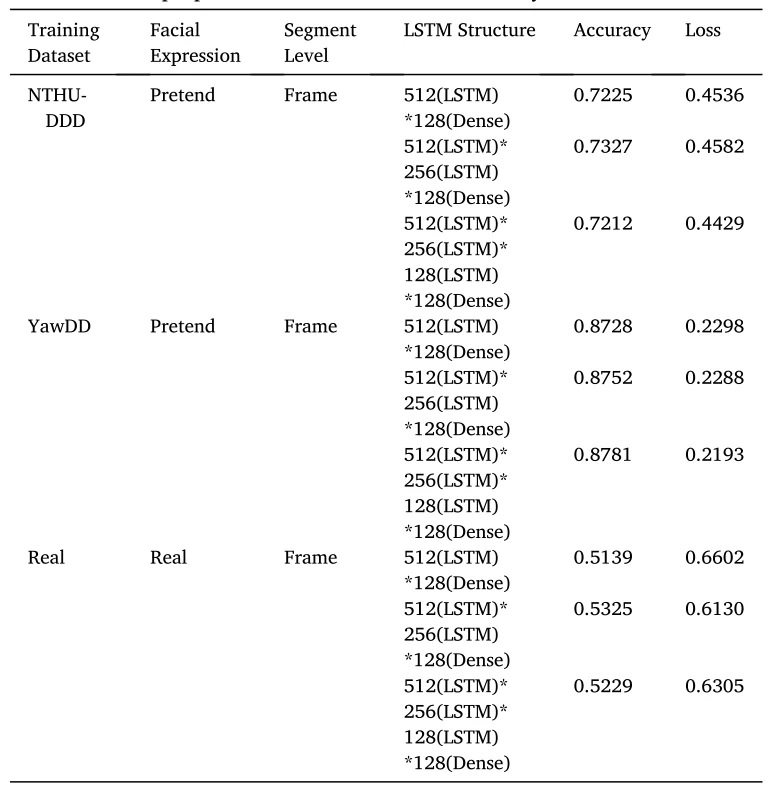 Training Facial Segment LSTM Structure Accuracy Loss
Dataset Expression Level
NTHU- Pretend Frame 512(LSTM) 0.7225 0.4536
DDD *128(Dense)
512(LSTM)* 0.7327 0.4582
256(LSTM)
*128(Dense)
512(LSTM)* 0.7212 0.4429
256(LSTM)*
128(LSTM)
*128(Dense)
YawDD Pretend Frame 512(LSTM) 0.8728 0.2298
*128(Dense)
512(LSTM)* 0.8752 0.2288
256(LSTM)
*128(Dense)
512(LSTM)* 0.8781 0.2193
256(LSTM)*
128(LSTM)
*128(Dense)
Real Real Frame 512(LSTM) 0.5139 0.6602
*128(Dense)
512(LSTM)* 0.5325 0.6130
256(LSTM)
*128(Dense)
512(LSTM)* 0.5229 0.6305
256(LSTM)*
128(LSTM)
*128(Dense)